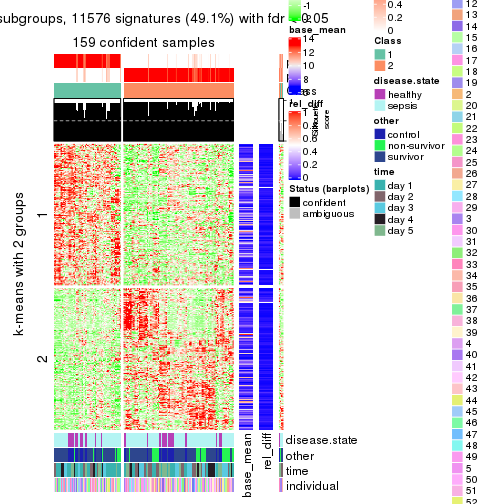 subgroups, 11576 signatures (49.1%) with fdr < 0.05
159 confident samples
k-means with 2 groups
1
2
-1
base_mean
14
12
10
8
6
rel_diff
1
0.8
0.4
0.2
0
Status (barplots)
confident
ambiguous
0.4
0.2
0
Class
1
2
disease.state
healthy
sepsis
other
control
non-survivor
survivor
time
day 1
day 2
day 3
day 4
day 5
12
13
14
15
16
17
18
19
2
20
21
22
23
24
25
26
27
28
29
3
30
31
32
33
34
35
36
37
38
39
4
40
41
42
43
44
45
46
47
48
49
5
50
51
52
disease.state
other
time
individual
base_mean
rel_diff